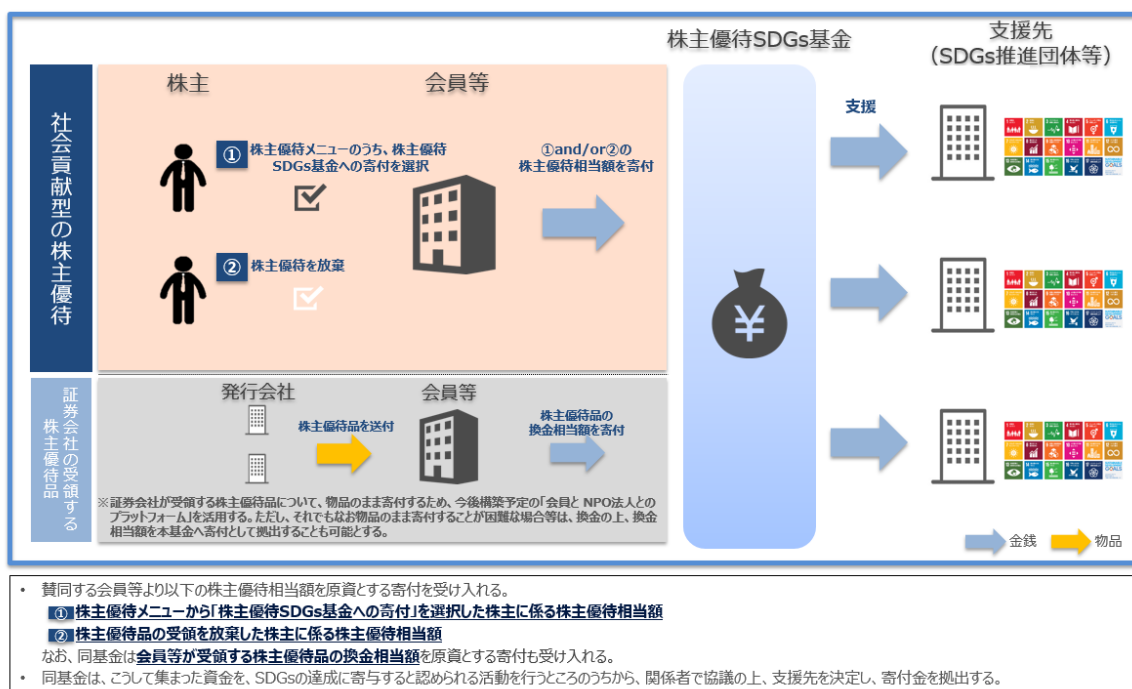 株主優待SDGs基金
支援先
（SDGs推進団体等）
社会貢献型の株主優待
株主
会員等
① 株主優待メニューのうち、株主優待
SDGs基金への寄付を選択
①and/or②の
株主優待相当額を寄付
② 株主優待を放棄
支援
¥
証券会社の受領する
株主優待品
発行会社
会員等
株主優待品を送付
株主優待品の
換金相当額を寄付
※証券会社が受領する株主優待品について、物品のまま寄付するため、今後構築予定の「会員と NPO法人との
プラットフォーム」を活用する。ただし、それでもなお物品のまま寄付することが困難な場合等は、換金の上、換金
相当額を本基金へ寄付として拠出することも可能とする。
金銭
物品
• 賛同する会員等より以下の株主優待相当額を原資とする寄付を受け入れる。
① 株主優待メニューから「株主優待SDGs基金への寄付」を選択した株主に係る株主優待相当額
② 株主優待品の受領を放棄した株主に係る株主優待相当額
なお、同基金は会員等が受領する株主優待品の換金相当額を原資とする寄付も受け入れる。
• 同基金は、こうして集まった資金を、SDGsの達成に寄与すると認められる活動を行うところのうちから、関係者で協議の上、支援先を決定し、寄付金を拠出する。